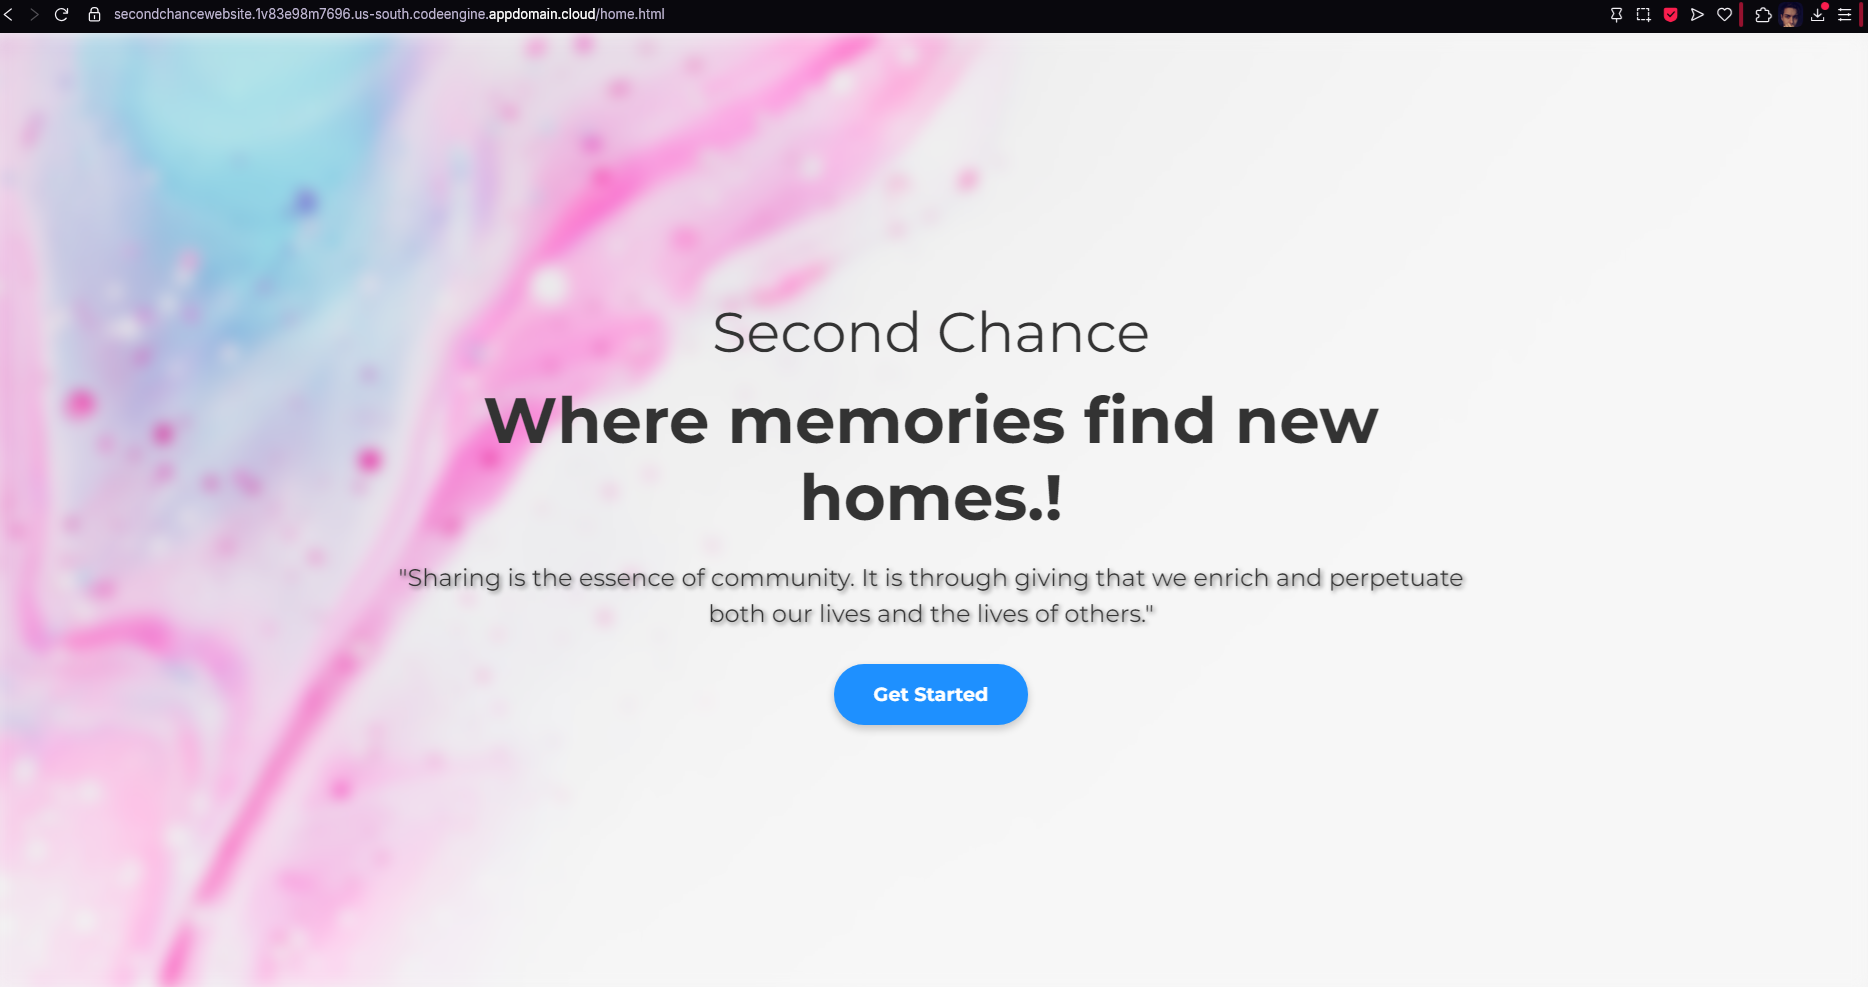 secondchancewebsite.1v83e98m7696.us-south.codeengine.appdomain.cloud/home.html
Second Chance
Where memories find new
homes.!
"Sharing is the essence of community. It is through giving that we enrich and perpetuate
both our lives and the lives of others."
Get Started